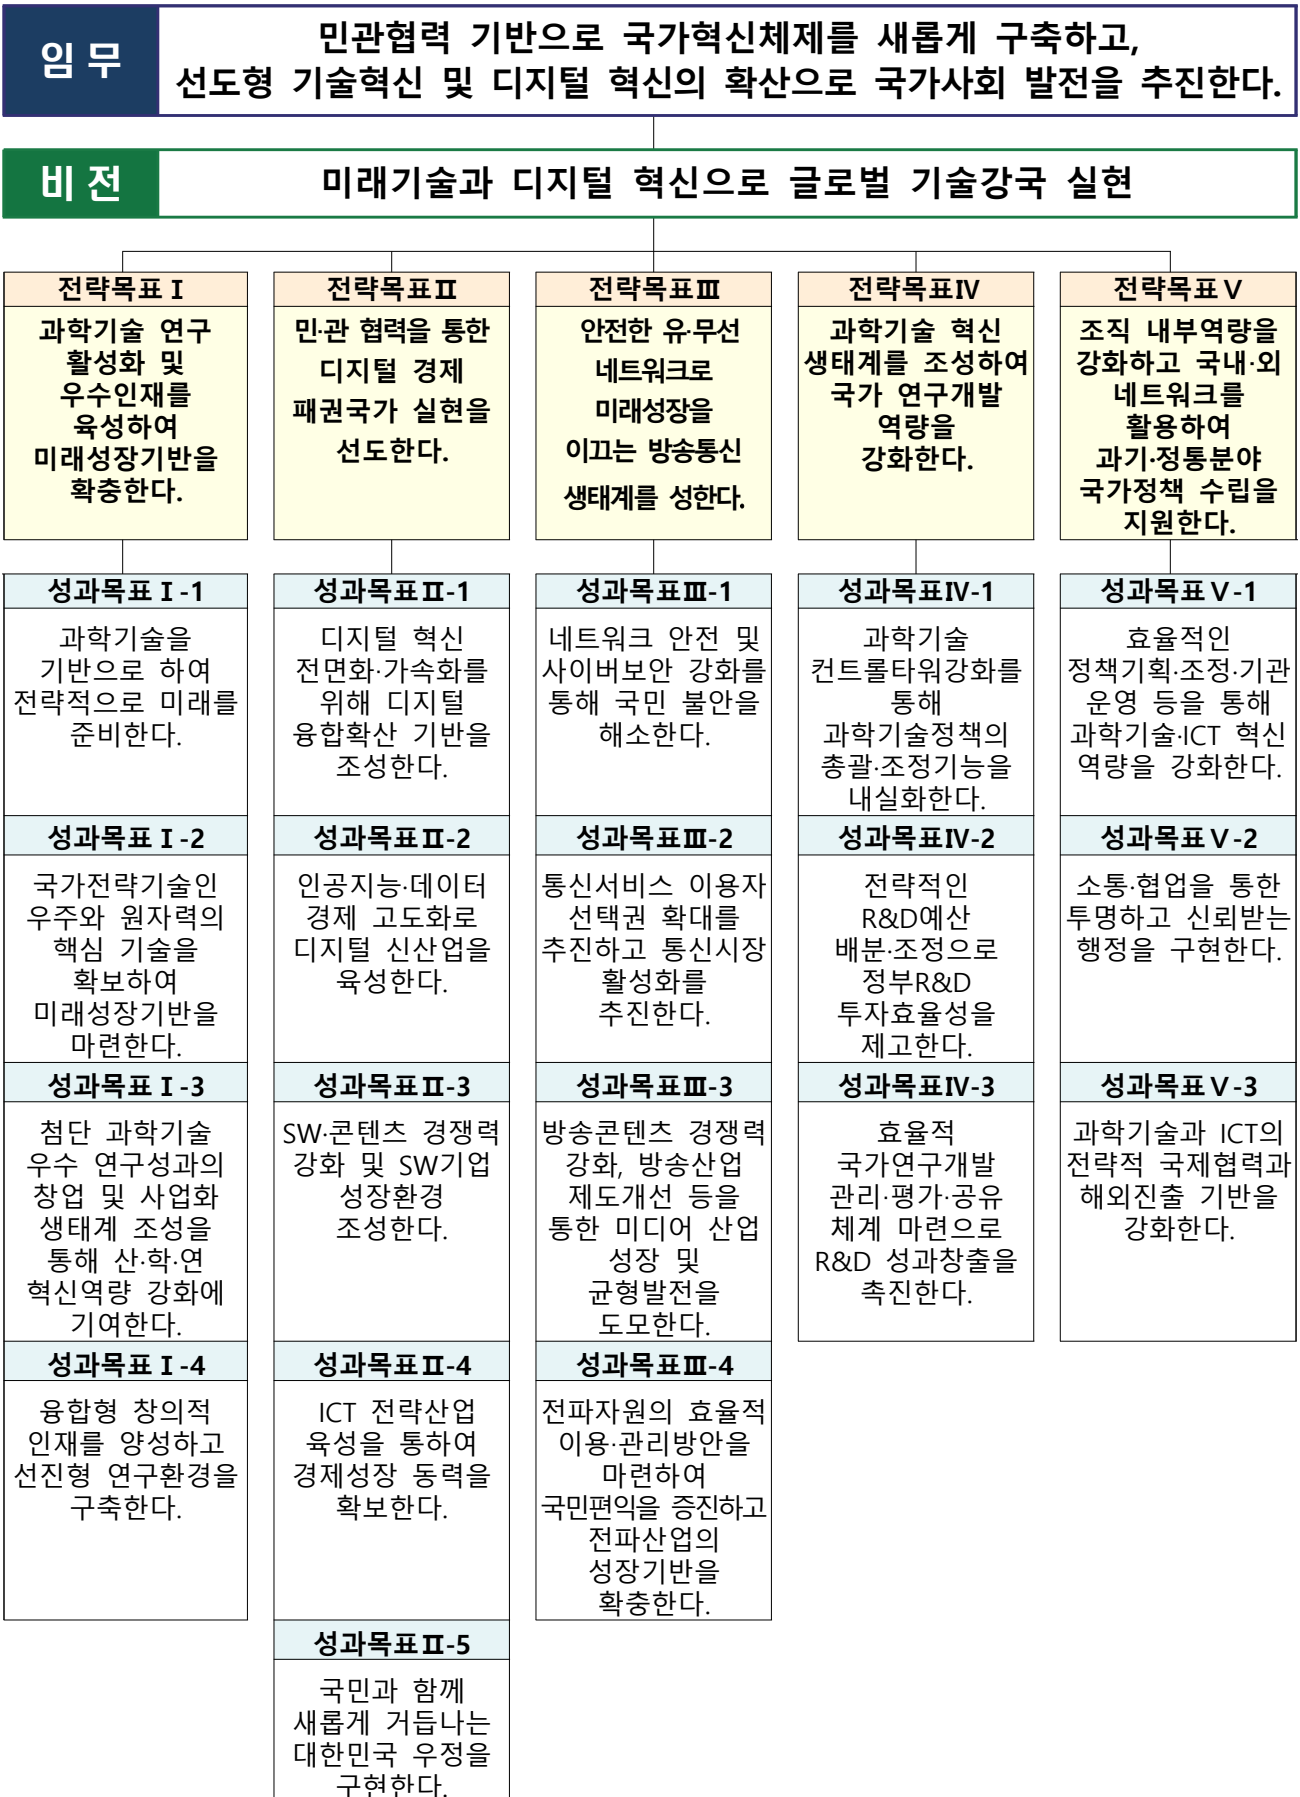 임 무
민관협력 기반으로 국가혁신체제를 새롭게 구축하고,
선도형 기술혁신 및 디지털 혁신의 확산으로 국가사회 발전을 추진한다.
비 전
미래기술과 디지털 혁신으로 글로벌 기술강국 실현
전략목표Ⅰ
과학기술 연구
활성화 및
우수인재를
육성하여
미래성장기반을
확충한다.
성과목표Ⅰ-1
과학기술을
기반으로 하여
전략적으로 미래를
준비한다.
성과목표Ⅰ-2
국가전략기술인
우주와 원자력의
핵심 기술을
확보하여
미래성장기반을
마련한다.
성과목표Ⅰ-3
첨단 과학기술
우수 연구성과의
창업 및 사업화
생태계 조성을
통해 산·학·연
혁신역량 강화에
기여한다.
성과목표Ⅰ-4
융합형 창의적
인재를 양성하고
선진형 연구환경을
구축한다.
전략목표Ⅱ
민·관 협력을 통한
디지털 경제
패권국가 실현을
선도한다.
성과목표Ⅱ-1
디지털 혁신
전면화·가속화를
위해 디지털
융합확산 기반을
조성한다.
성과목표Ⅱ-2
인공지능·데이터
경제 고도화로
디지털 신산업을
육성한다.
성과목표Ⅱ-3
SW·콘텐츠 경쟁력
강화 및 SW기업
성장환경
조성한다.
성과목표Ⅱ-4
ICT 전략산업
육성을 통하여
경제성장 동력을
확보한다.
성과목표Ⅱ-5
국민과 함께
새롭게 거듭나는
대한민국 우정을
구현한다.
전략목표Ⅲ
안전한 유·무선
네트워크로
미래성장을
이끄는 방송통신
생태계를 성한다.
성과목표Ⅲ-1
네트워크 안전 및
사이버보안 강화를
통해 국민 불안을
해소한다.
성과목표Ⅲ-2
통신서비스 이용자
선택권 확대를
추진하고 통신시장
활성화를
추진한다.
성과목표Ⅲ-3
방송콘텐츠 경쟁력
강화, 방송산업
제도개선 등을
통한 미디어 산업
성장 및
균형발전을
도모한다.
성과목표Ⅲ-4
전파자원의 효율적
이용·관리방안을
마련하여
국민편익을 증진하고
전파산업의
성장기반을
확충한다.
전략목표Ⅳ
과학기술 혁신
생태계를 조성하여
국가 연구개발
역량을
강화한다.
성과목표Ⅳ-1
과학기술
컨트롤타워강화를
통해
과학기술정책의
총괄·조정기능을
내실화한다.
성과목표Ⅳ-2
전략적인
R&D예산
배분·조정으로
정부R&D
투자효율성을
제고한다.
성과목표Ⅳ-3
효율적
국가연구개발
관리·평가·공유
체계 마련으로
R&D 성과창출을
촉진한다.
전략목표Ⅴ
조직 내부역량을
강화하고 국내·외
네트워크를
활용하여
과기·정통분야
국가정책 수립을
지원한다.
성과목표Ⅴ-1
효율적인
정책기획·조정·기관
운영 등을 통해
과학기술·ICT 혁신
역량을 강화한다.
성과목표Ⅴ-2
소통·협업을 통한
투명하고 신뢰받는
행정을 구현한다.
성과목표Ⅴ-3
과학기술과 ICT의
전략적 국제협력과
해외진출 기반을
강화한다.